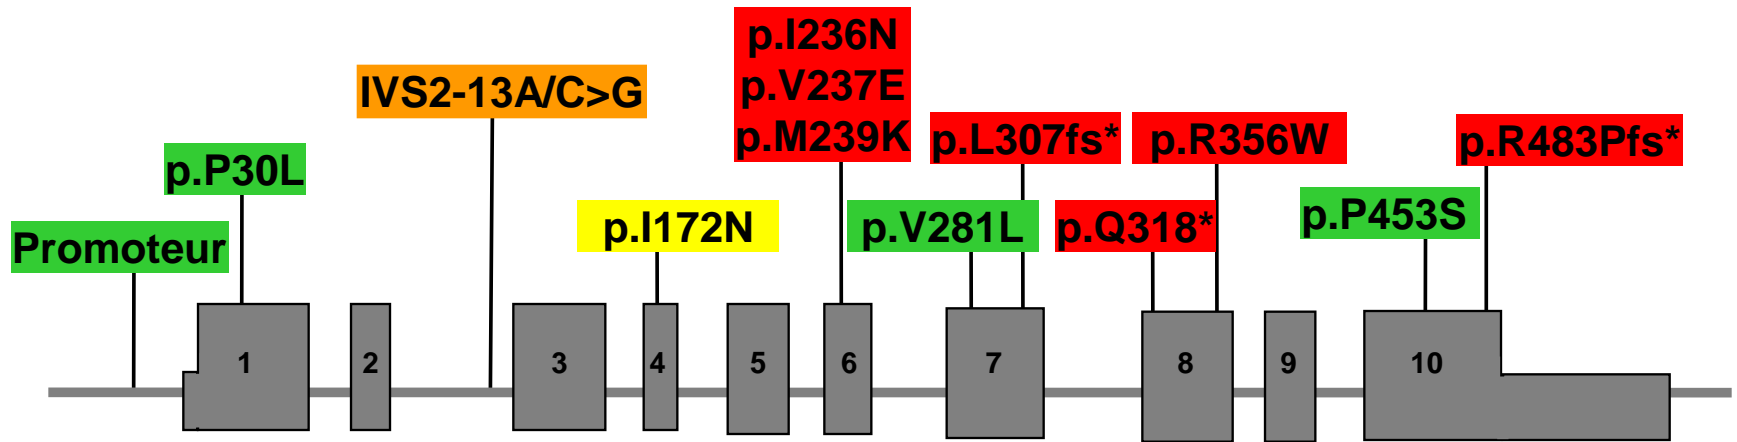 p.I236N
p.V237E
p.M239K
IVS2-13A/C>G
p.L307fs*
p.R356W
p.R483Pfs*
p.P30L
p.I172N
p.V281L
p.Q318*
p.P453S
Promoteur
1
2
3
4
5
6
7
8
9
10